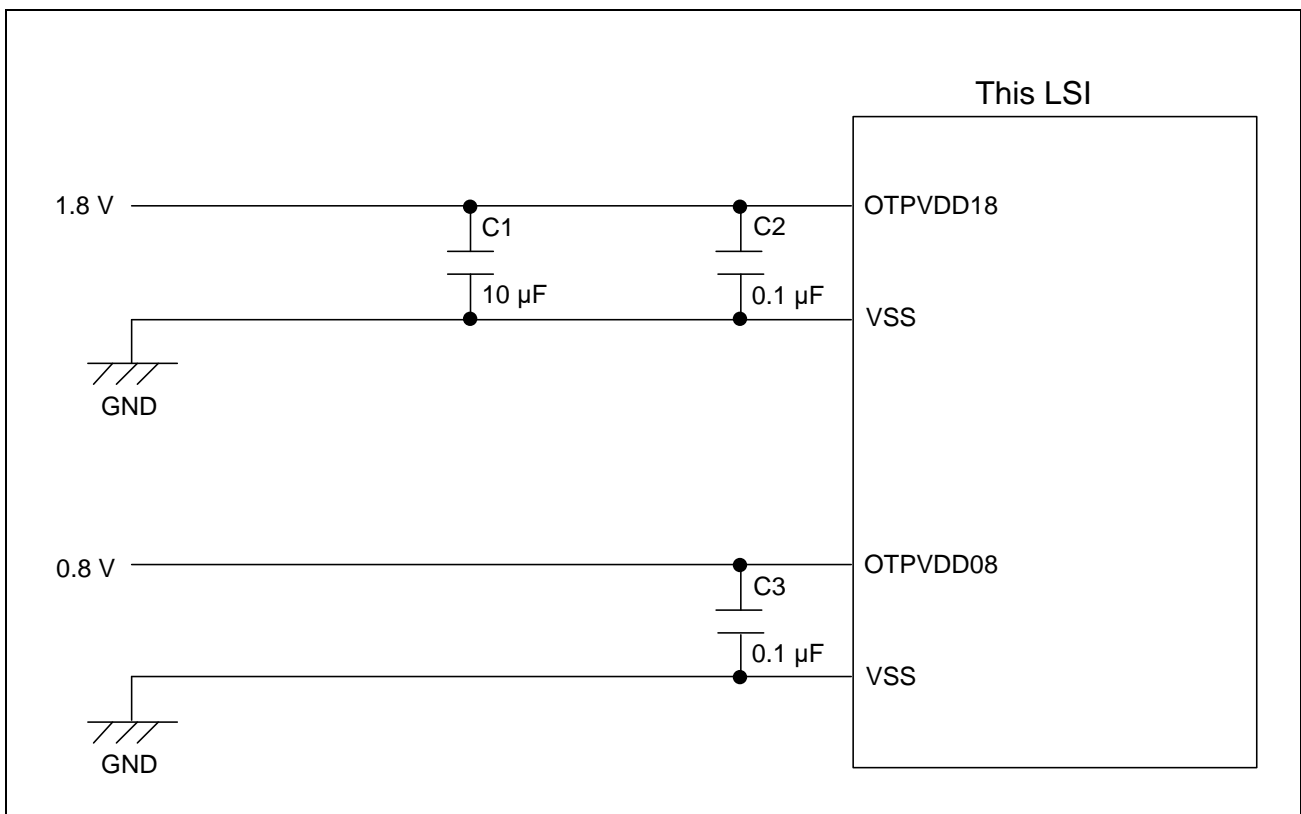 This LSI
1.8 V
OTPVDD18
C1
C2
10 µF
0.1 µF
VSS
GND
0.8 V
OTPVDD08
C3
0.1 µF
VSS
GND